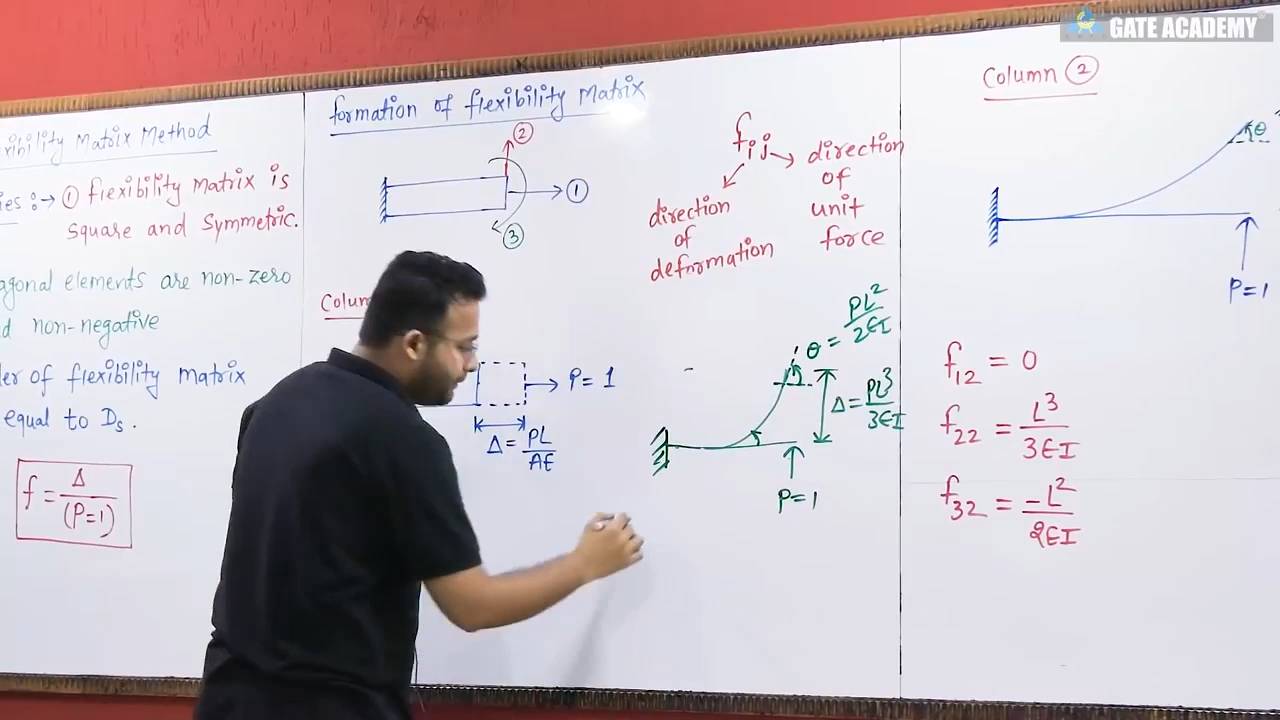 GATE ACADEMY
xibility Matrix Method
ies :→ ① flexibility Matrix is
Square and Symmetric.
agonal elements are non-zero
d non-negative
der of flexibility matrix
equal to Ds.
f = Δ/(P=1)
formation of flexibility Matrix
②
①
③
fij
direction of deformation
direction of unit force
Colum
P = 1
Δ = PL/AE
θ = PL²/2EI
Δ = PL³/3EI
P=1
Column ②
θ
P=1
f12 = 0
f22 = L³/3EI
f32 = -L²/2EI